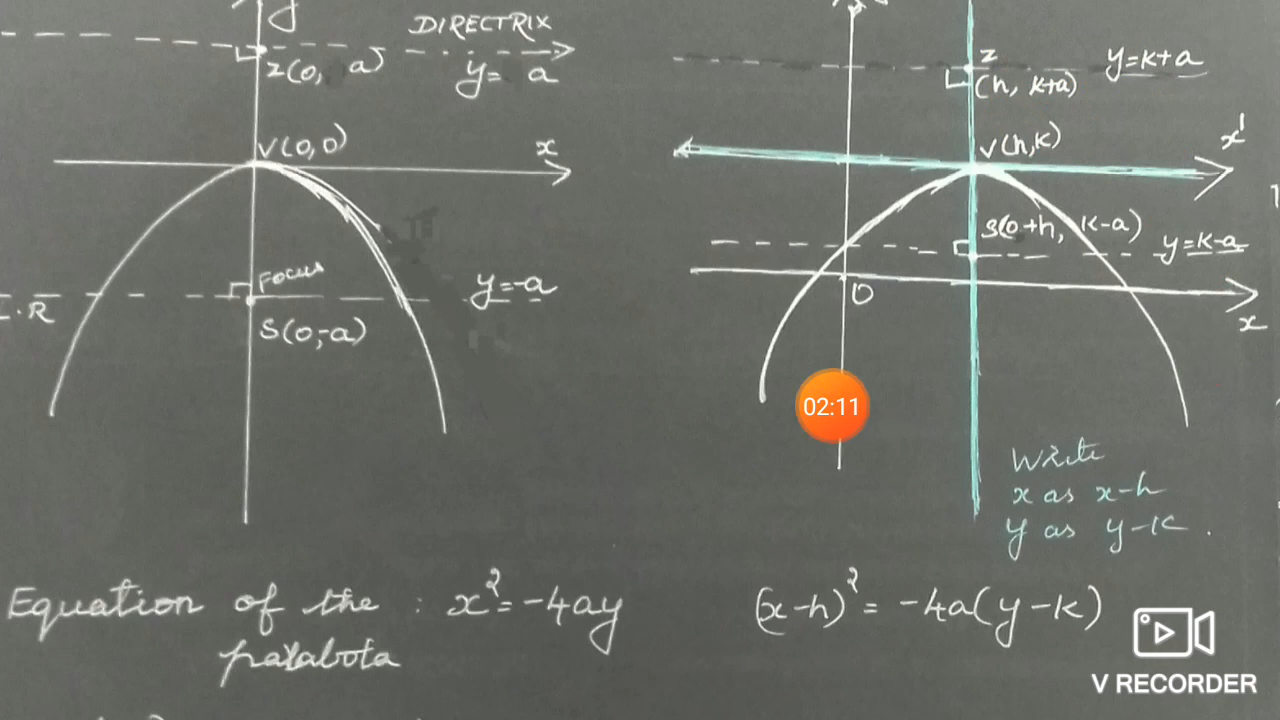 y
DIRECTRIX
Z(0, a)
y= a
V(0,0)
x
Focus
y=-a
L.R
S(0,-a)
Z
y=k+a
(h, k+a)
x'
V(h,k)
S(0+h, k-a)
y=k-a
O
x
02:11
Write
x as x-h
y as y-k.
Equation of the : x²=-4ay
parabola
(x-h)² = -4a(y-k)
V RECORDER